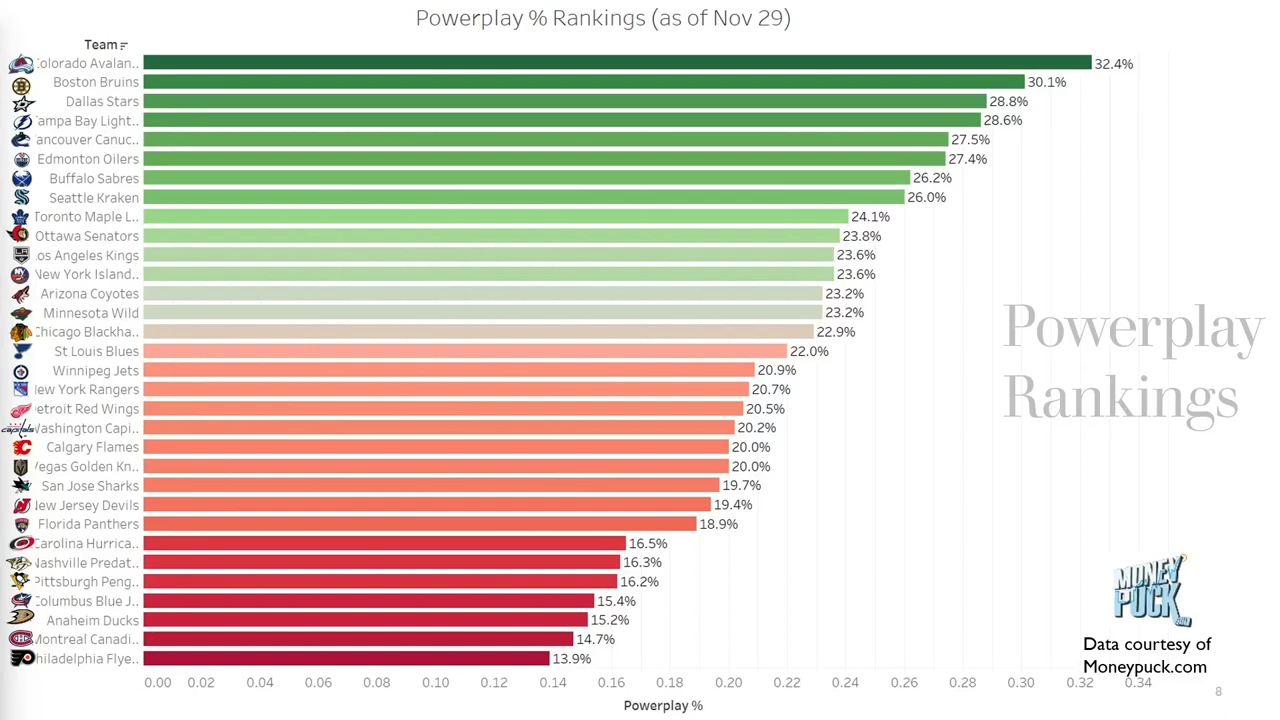 Powerplay % Rankings (as of Nov 29)
Team
Colorado Avalan.. 32.4%
Boston Bruins 30.1%
Dallas Stars 28.8%
Tampa Bay Light.. 28.6%
Vancouver Canuc.. 27.5%
Edmonton Oilers 27.4%
Buffalo Sabres 26.2%
Seattle Kraken 26.0%
Toronto Maple L.. 24.1%
Ottawa Senators 23.8%
Los Angeles Kings 23.6%
New York Island.. 23.6%
Arizona Coyotes 23.2%
Minnesota Wild 23.2%
Chicago Blackha.. 22.9%
St Louis Blues 22.0%
Winnipeg Jets 20.9%
New York Rangers 20.7%
Detroit Red Wings 20.5%
capitals Washington Capi.. 20.2%
Calgary Flames 20.0%
Vegas Golden Kn.. 20.0%
San Jose Sharks 19.7%
New Jersey Devils 19.4%
Florida Panthers 18.9%
Carolina Hurrica.. 16.5%
Nashville Predat.. 16.3%
Pittsburgh Peng.. 16.2%
Columbus Blue J.. 15.4%
Anaheim Ducks 15.2%
Montreal Canadi.. 14.7%
Philadelphia Flye.. 13.9%
0.00 0.02 0.04 0.06 0.08 0.10 0.12 0.14 0.16 0.18 0.20 0.22 0.24 0.26 0.28 0.30 0.32 0.34
Powerplay %
Powerplay
Rankings
MONEY
PUCK
Data courtesy of
Moneypuck.com
8